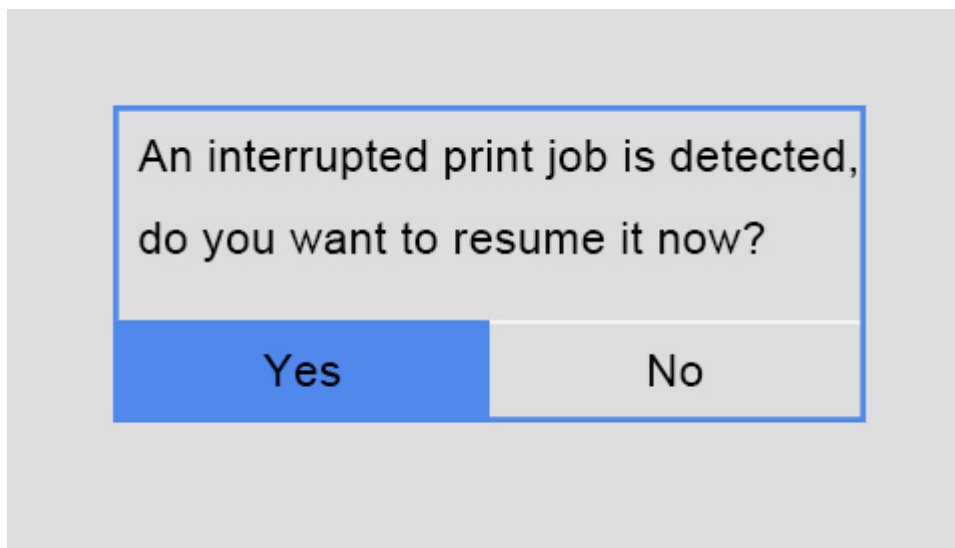 An interrupted print job is detected,
do you want to resume it now?
Yes
No